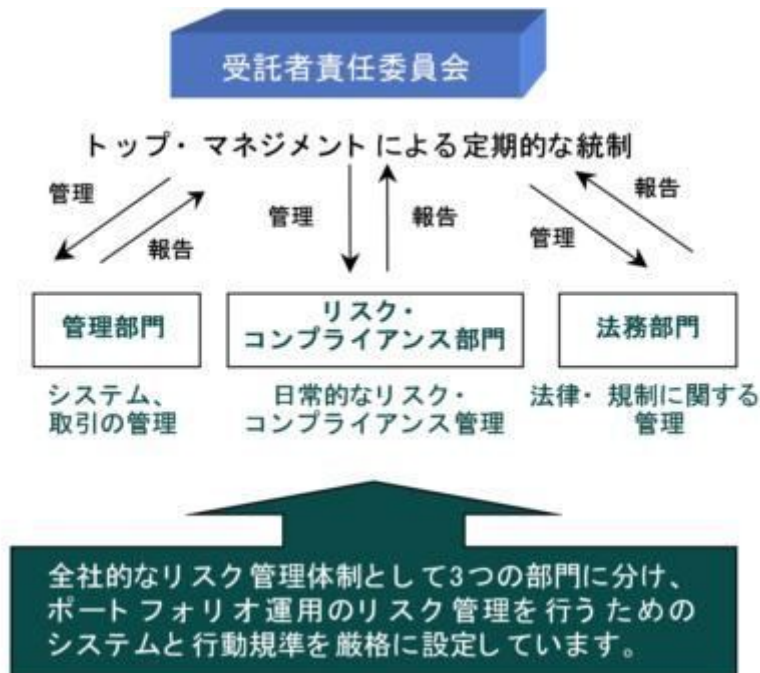 受託者責任委員会
トップ・マネジメントによる定期的な統制
管理
報告
管理
報告
管理
報告
管理部門
システム、
取引の管理
リスク・
コンプライアンス部門
日常的なリスク・
コンプライアンス管理
法務部門
法律・規制に関する
管理
全社的なリスク管理体制として3つの部門に分け、
ポートフォリオ運用のリスク管理を行うための
システムと行動規準を厳格に設定しています。